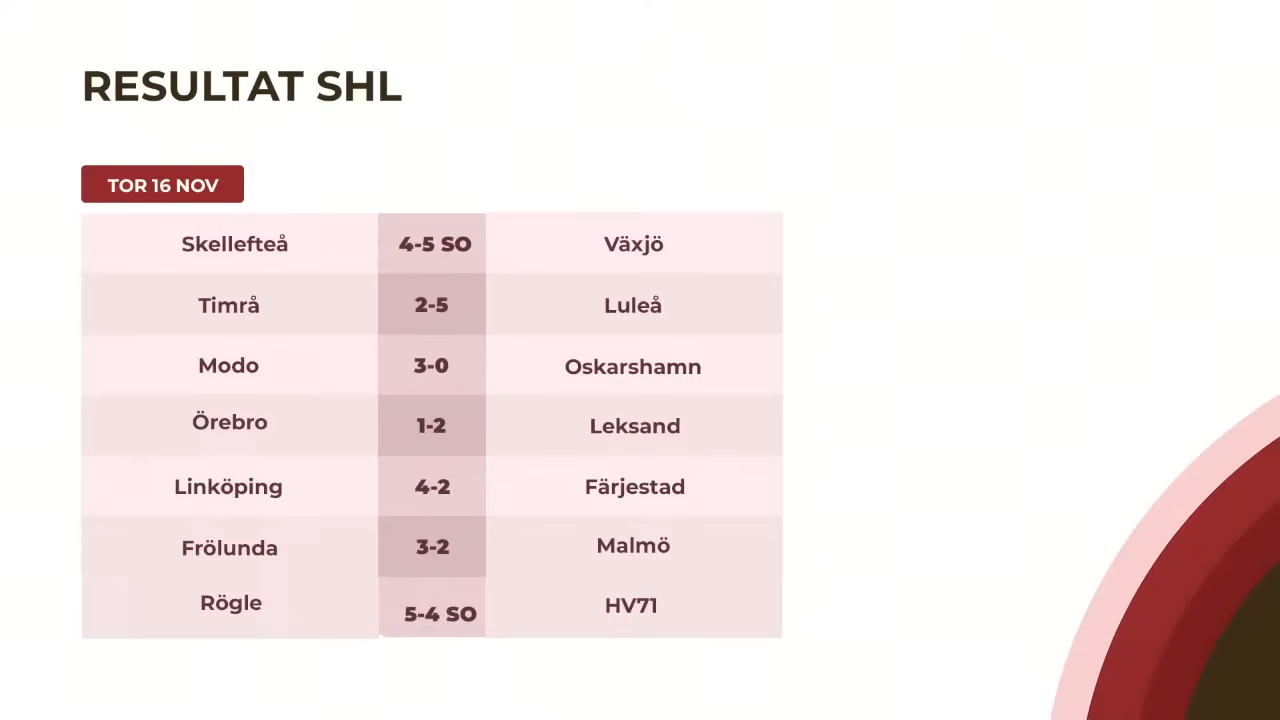 RESULTAT SHL
TOR 16 NOV
Skellefteå 4-5 SO Växjö
Timrå 2-5 Luleå
Modo 3-0 Oskarshamn
Örebro 1-2 Leksand
Linköping 4-2 Färjestad
Frölunda 3-2 Malmö
Rögle 5-4 SO HV71